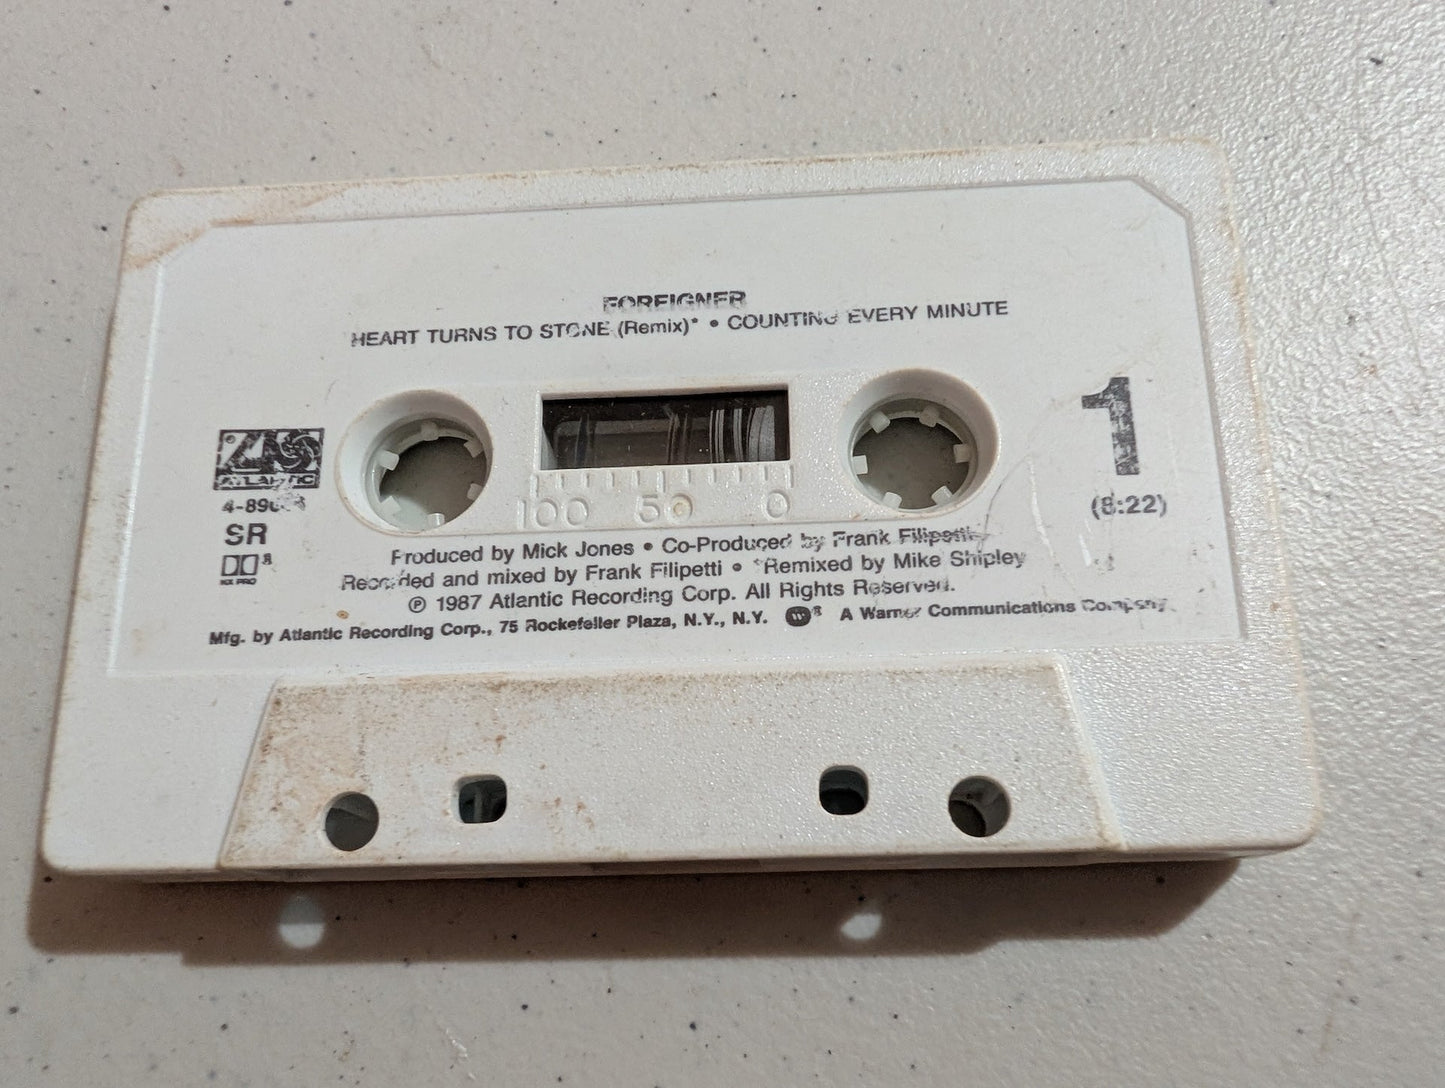 FOREIGNER
HEART TURNS TO STONE (Remix)* • COUNTING EVERY MINUTE
1
ATLANTIC
SR
HX PRO
100 50 0
(8:22)
Produced by Mick Jones • Co-Produced by Frank Filipetti
Recorded and mixed by Frank Filipetti • *Remixed by Mike Shipley
℗ 1987 Atlantic Recording Corp. All Rights Reserved.
Mfg. by Atlantic Recording Corp., 75 Rockefeller Plaza, N.Y., N.Y. ® A Warner Communications Company